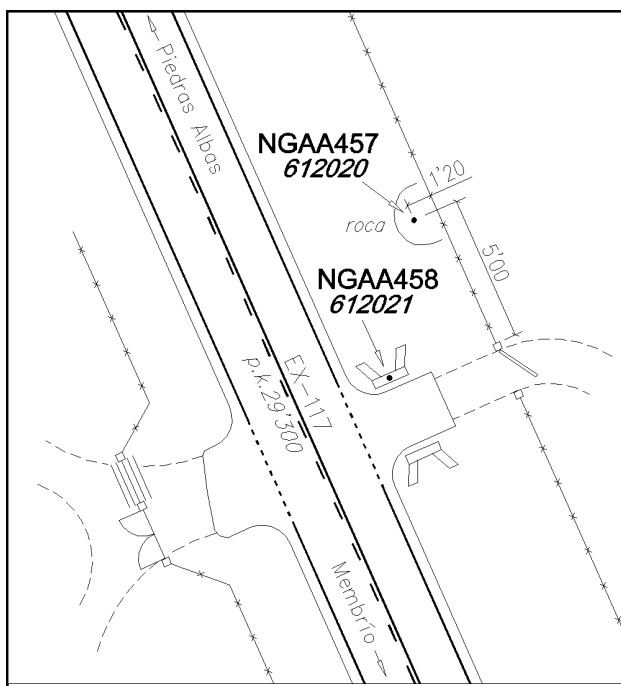 Piedras Albas
NGAA457
612020
1'20
roca
5'00
NGAA458
612021
EX-117
p.k.29'300
Membrío